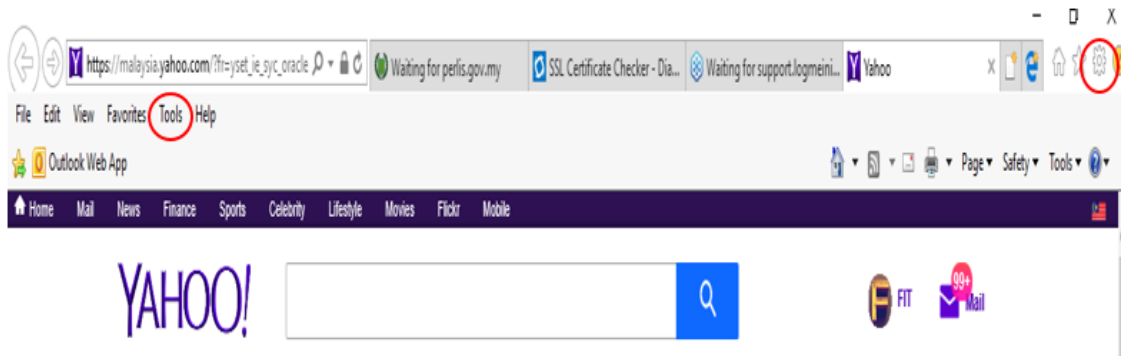 https://malaysia.yahoo.com/?fr=yset_ie_syc_oracle Waiting for perlis.gov.my SSL Certificate Checker - Dia... Waiting for support.logmeini... Yahoo X
File Edit View Favorites Tools Help
Outlook Web App Page Safety Tools
Home Mail News Finance Sports Celebrity Lifestyle Movies Flickr Mobile
YAHOO! FIT 99+ Mail